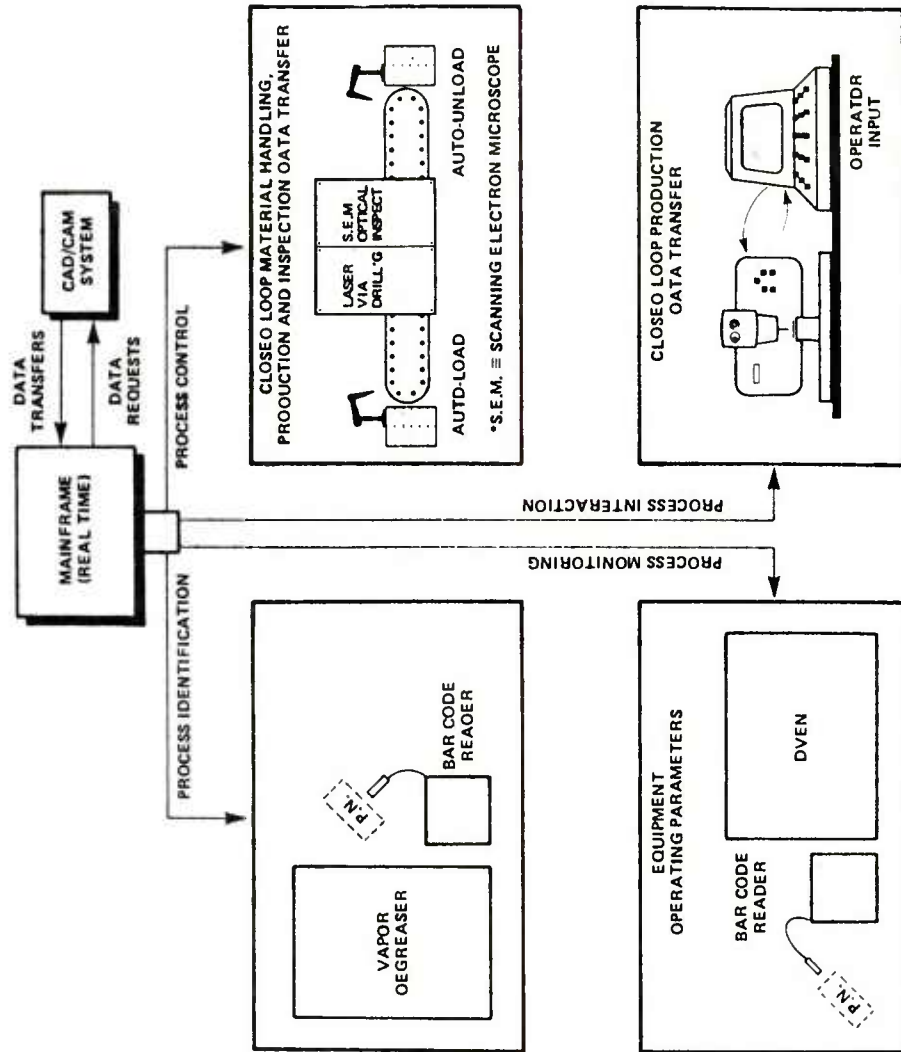 MAINFRAME
(REAL TIME)
DATA
TRANSFERS
DATA
REQUESTS
CAD/CAM
SYSTEM
PROCESS IDENTIFICATION
PROCESS CONTROL
PROCESS MONITORING
PROCESS INTERACTION
VAPOR
OEGREASER
P.N.
BAR CODE
REAOER
CLOSEO LOOP MATERIAL HANDLING,
PROOUCTION AND INSPECTION OATA TRANSFER
LASER
VIA
DRILL'G
S.E.M
OPTICAL
INSPECT
AUTD-LOAD
AUTO-UNLOAD
*S.E.M. ≡ SCANNING ELECTRON MICROSCOPE
EQUIPMENT
OPERATING PARAMETERS
BAR CODE
READER
P.N.
DVEN
CLOSEO LOOP PRODUCTION
OATA TRANSFER
OPERATDR
INPUT